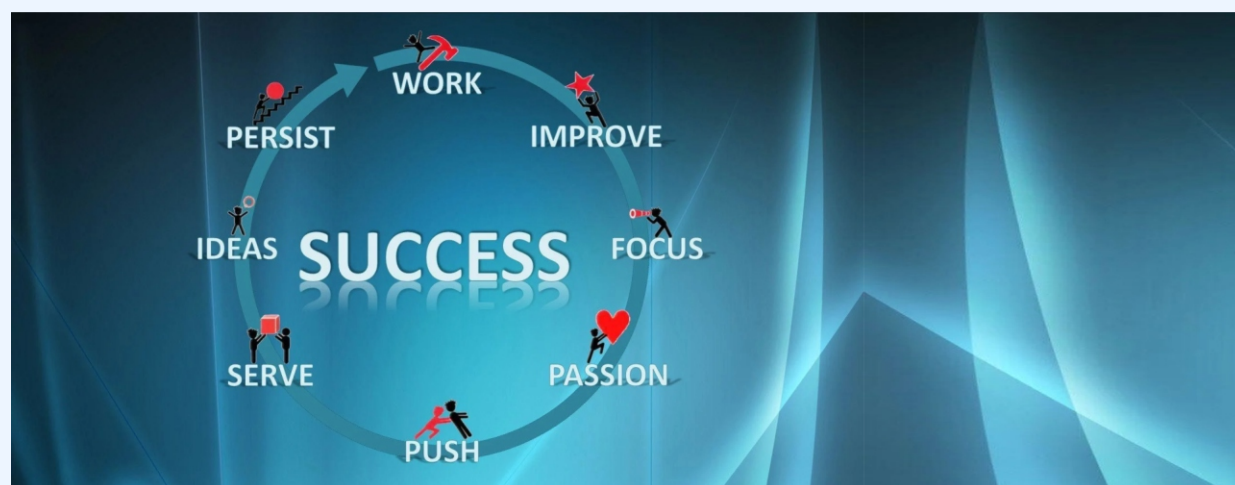 WORK
IMPROVE
FOCUS
PASSION
PUSH
SERVE
IDEAS
PERSIST
SUCCESS